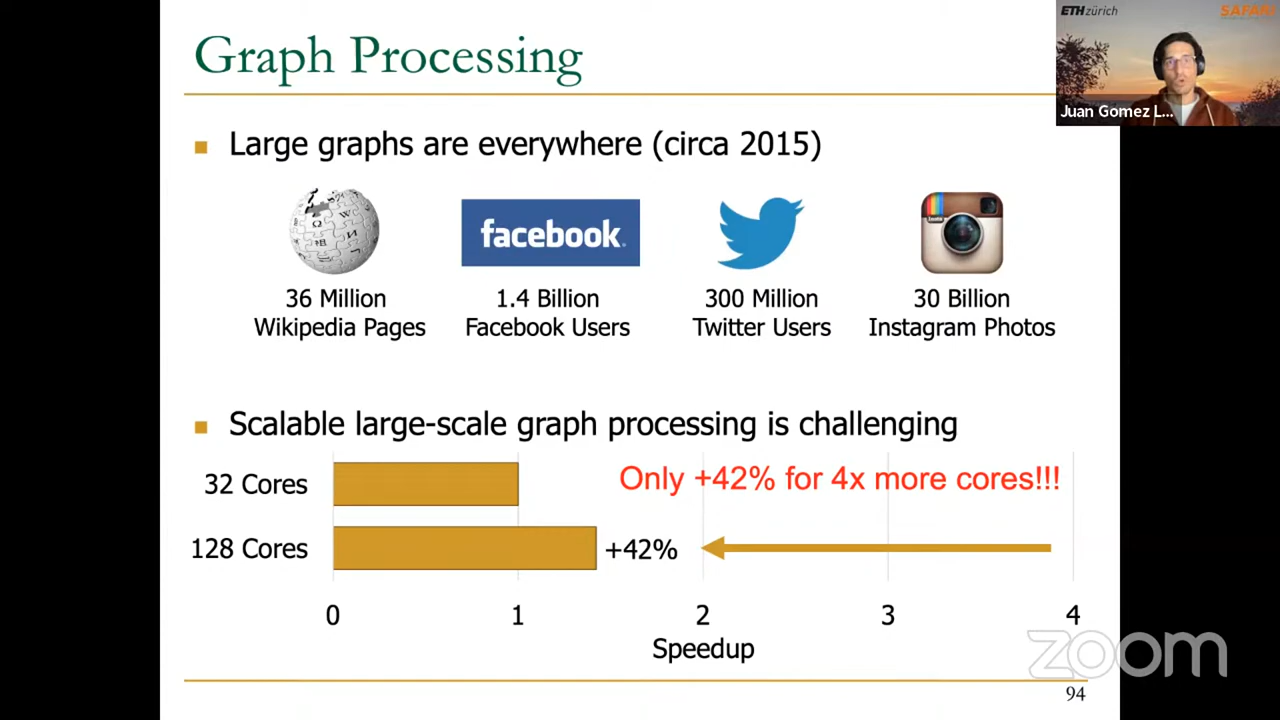 Graph Processing
ETH zürich
SAFARI
Juan Gomez L...
Large graphs are everywhere (circa 2015)
facebook
36 Million
Wikipedia Pages
1.4 Billion
Facebook Users
300 Million
Twitter Users
30 Billion
Instagram Photos
Scalable large-scale graph processing is challenging
32 Cores
Only +42% for 4x more cores!!!
128 Cores
+42%
0 1 2 3 4
Speedup
zoom
94